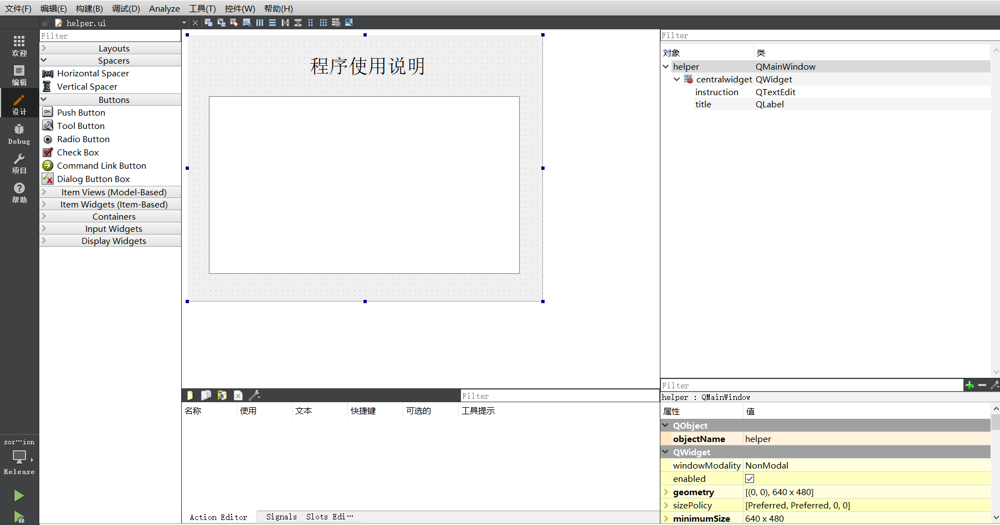 文件(F) 编辑(E) 构建(B) 调试(D) Analyze 工具(T) 控件(W) 帮助(H)
helper.ui
欢迎
编辑
设计
Debug
项目
帮助
sor···ion
Release
Filter
Layouts
Spacers
Horizontal Spacer
Vertical Spacer
Buttons
OK Push Button
Tool Button
Radio Button
Check Box
Command Link Button
Dialog Button Box
Item Views (Model-Based)
Item Widgets (Item-Based)
Containers
Input Widgets
Display Widgets
程序使用说明
Filter
名称 使用 文本 快捷键 可选的 工具提示
Action Editor Signals Slots Edi···
Filter
对象 类
helper QMainWindow
centralwidget QWidget
instruction QTextEdit
title QLabel
Filter
helper : QMainWindow
属性 值
QObject
objectName helper
QWidget
windowModality NonModal
enabled
geometry [(0, 0), 640 x 480]
sizePolicy [Preferred, Preferred, 0, 0]
minimumSize 640 x 480